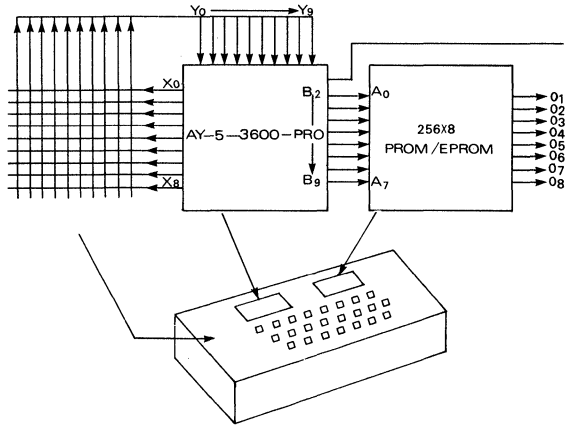 Y0 Y9
X0
B2
A0
01
02
03
04
05
06
07
08
AY-5-3600-PRO
256X8
PROM/EPROM
X8
B9
A7